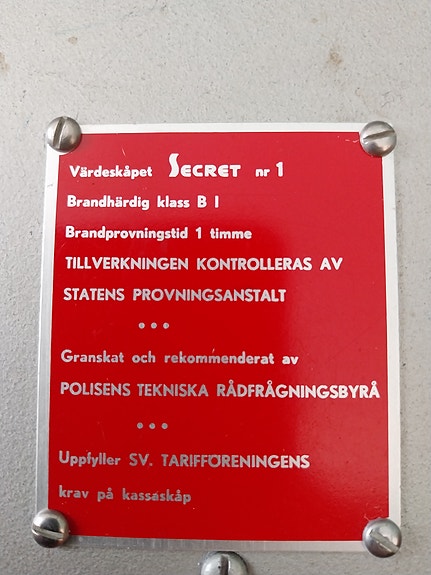 Värdeskåpet SECRET nr 1
Brandhärdig klass B I
Brandprovningstid 1 timme
TILLVERKNINGEN KONTROLLERAS AV
STATENS PROVNINGSANSTALT
• • •
Granskat och rekommenderat av
POLISENS TEKNISKA RÅDFRÅGNINGSBYRÅ
• • •
Uppfyller SV. TARIFFÖRENINGENS
krav på kassaskåp